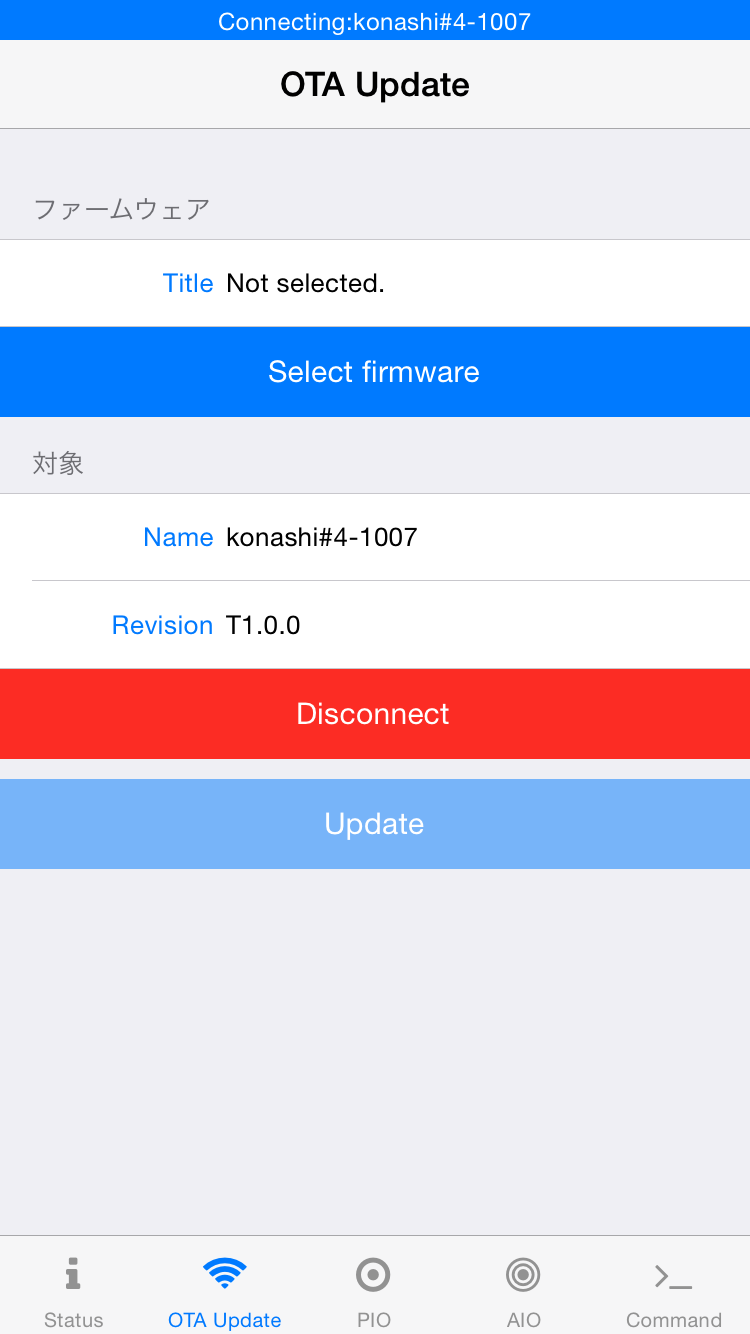 Connecting:konashi#4-1007
OTA Update
ファームウェア
Title Not selected.
Select firmware
対象
Name konashi#4-1007
Revision T1.0.0
Disconnect
Update
Status OTA Update PIO AIO Command